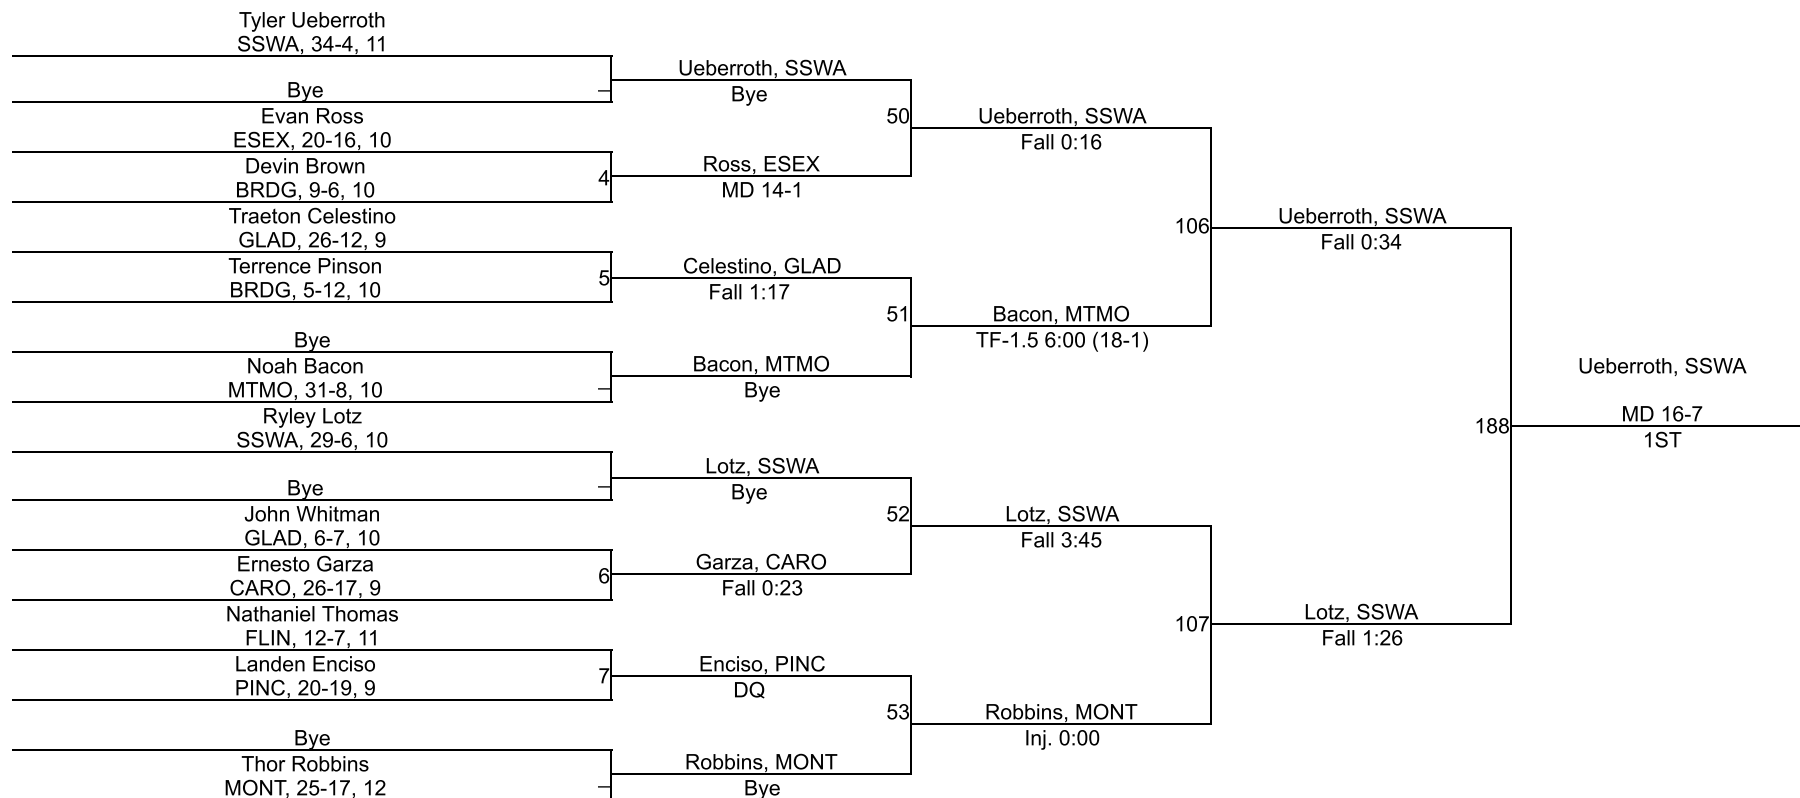 Tyler Ueberroth
SSWA, 34-4, 11
Bye
Evan Ross
ESEX, 20-16, 10
Devin Brown
BRDG, 9-6, 10
4
Traeton Celestino
GLAD, 26-12, 9
Terrence Pinson
BRDG, 5-12, 10
5
Bye
Noah Bacon
MTMO, 31-8, 10
Ryley Lotz
SSWA, 29-6, 10
Bye
John Whitman
GLAD, 6-7, 10
Ernesto Garza
CARO, 26-17, 9
6
Nathaniel Thomas
FLIN, 12-7, 11
Landen Enciso
PINC, 20-19, 9
7
Bye
Thor Robbins
MONT, 25-17, 12
Ueberroth, SSWA
Bye
50
Ross, ESEX
MD 14-1
Celestino, GLAD
Fall 1:17
51
Bacon, MTMO
Bye
Lotz, SSWA
Bye
52
Garza, CARO
Fall 0:23
Enciso, PINC
DQ
53
Robbins, MONT
Bye
Ueberroth, SSWA
Fall 0:16
106
Bacon, MTMO
TF-1.5 6:00 (18-1)
Lotz, SSWA
Fall 3:45
107
Robbins, MONT
Inj. 0:00
Ueberroth, SSWA
Fall 0:34
188
Lotz, SSWA
Fall 1:26
Ueberroth, SSWA
MD 16-7
1ST